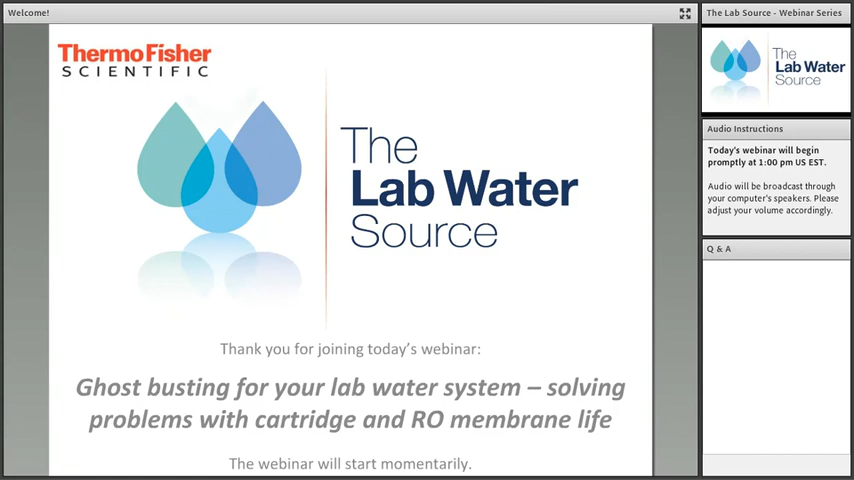 Welcome!
ThermoFisher
SCIENTIFIC
The
Lab Water
Source
Thank you for joining today's webinar:
Ghost busting for your lab water system – solving
problems with cartridge and RO membrane life
The webinar will start momentarily.
The Lab Source - Webinar Series
The
Lab Water
Source
Audio Instructions
Today's webinar will begin
promptly at 1:00 pm US EST.
Audio will be broadcast through
your computer's speakers. Please
adjust your volume accordingly.
Q & A